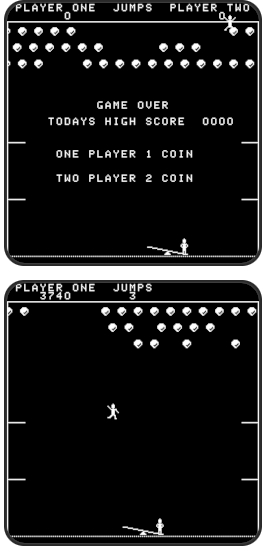 PLAYER ONE JUMPS PLAYER TWO
0 0
GAME OVER
TODAYS HIGH SCORE 0000
ONE PLAYER 1 COIN
TWO PLAYER 2 COIN
PLAYER ONE JUMPS
3740 3